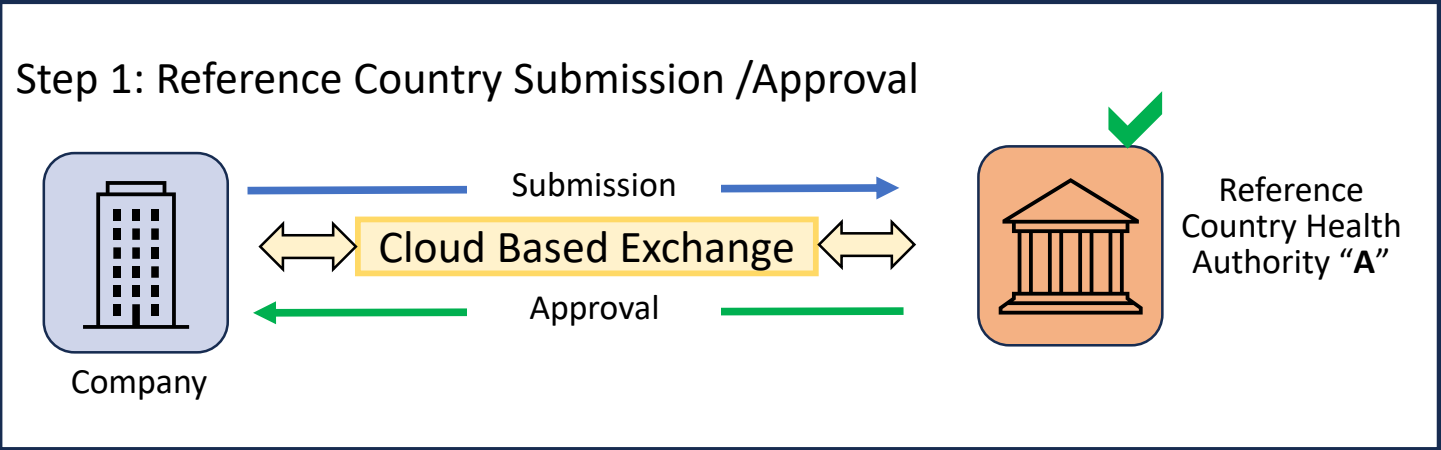 Step 1: Reference Country Submission /Approval
Submission
Cloud Based Exchange
Approval
Company
Reference
Country Health
Authority “A”